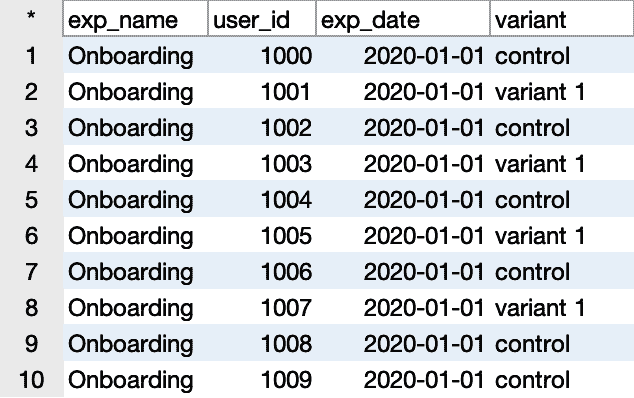 * exp_name user_id exp_date variant
1 Onboarding 1000 2020-01-01 control
2 Onboarding 1001 2020-01-01 variant 1
3 Onboarding 1002 2020-01-01 control
4 Onboarding 1003 2020-01-01 variant 1
5 Onboarding 1004 2020-01-01 control
6 Onboarding 1005 2020-01-01 variant 1
7 Onboarding 1006 2020-01-01 control
8 Onboarding 1007 2020-01-01 variant 1
9 Onboarding 1008 2020-01-01 control
10 Onboarding 1009 2020-01-01 control